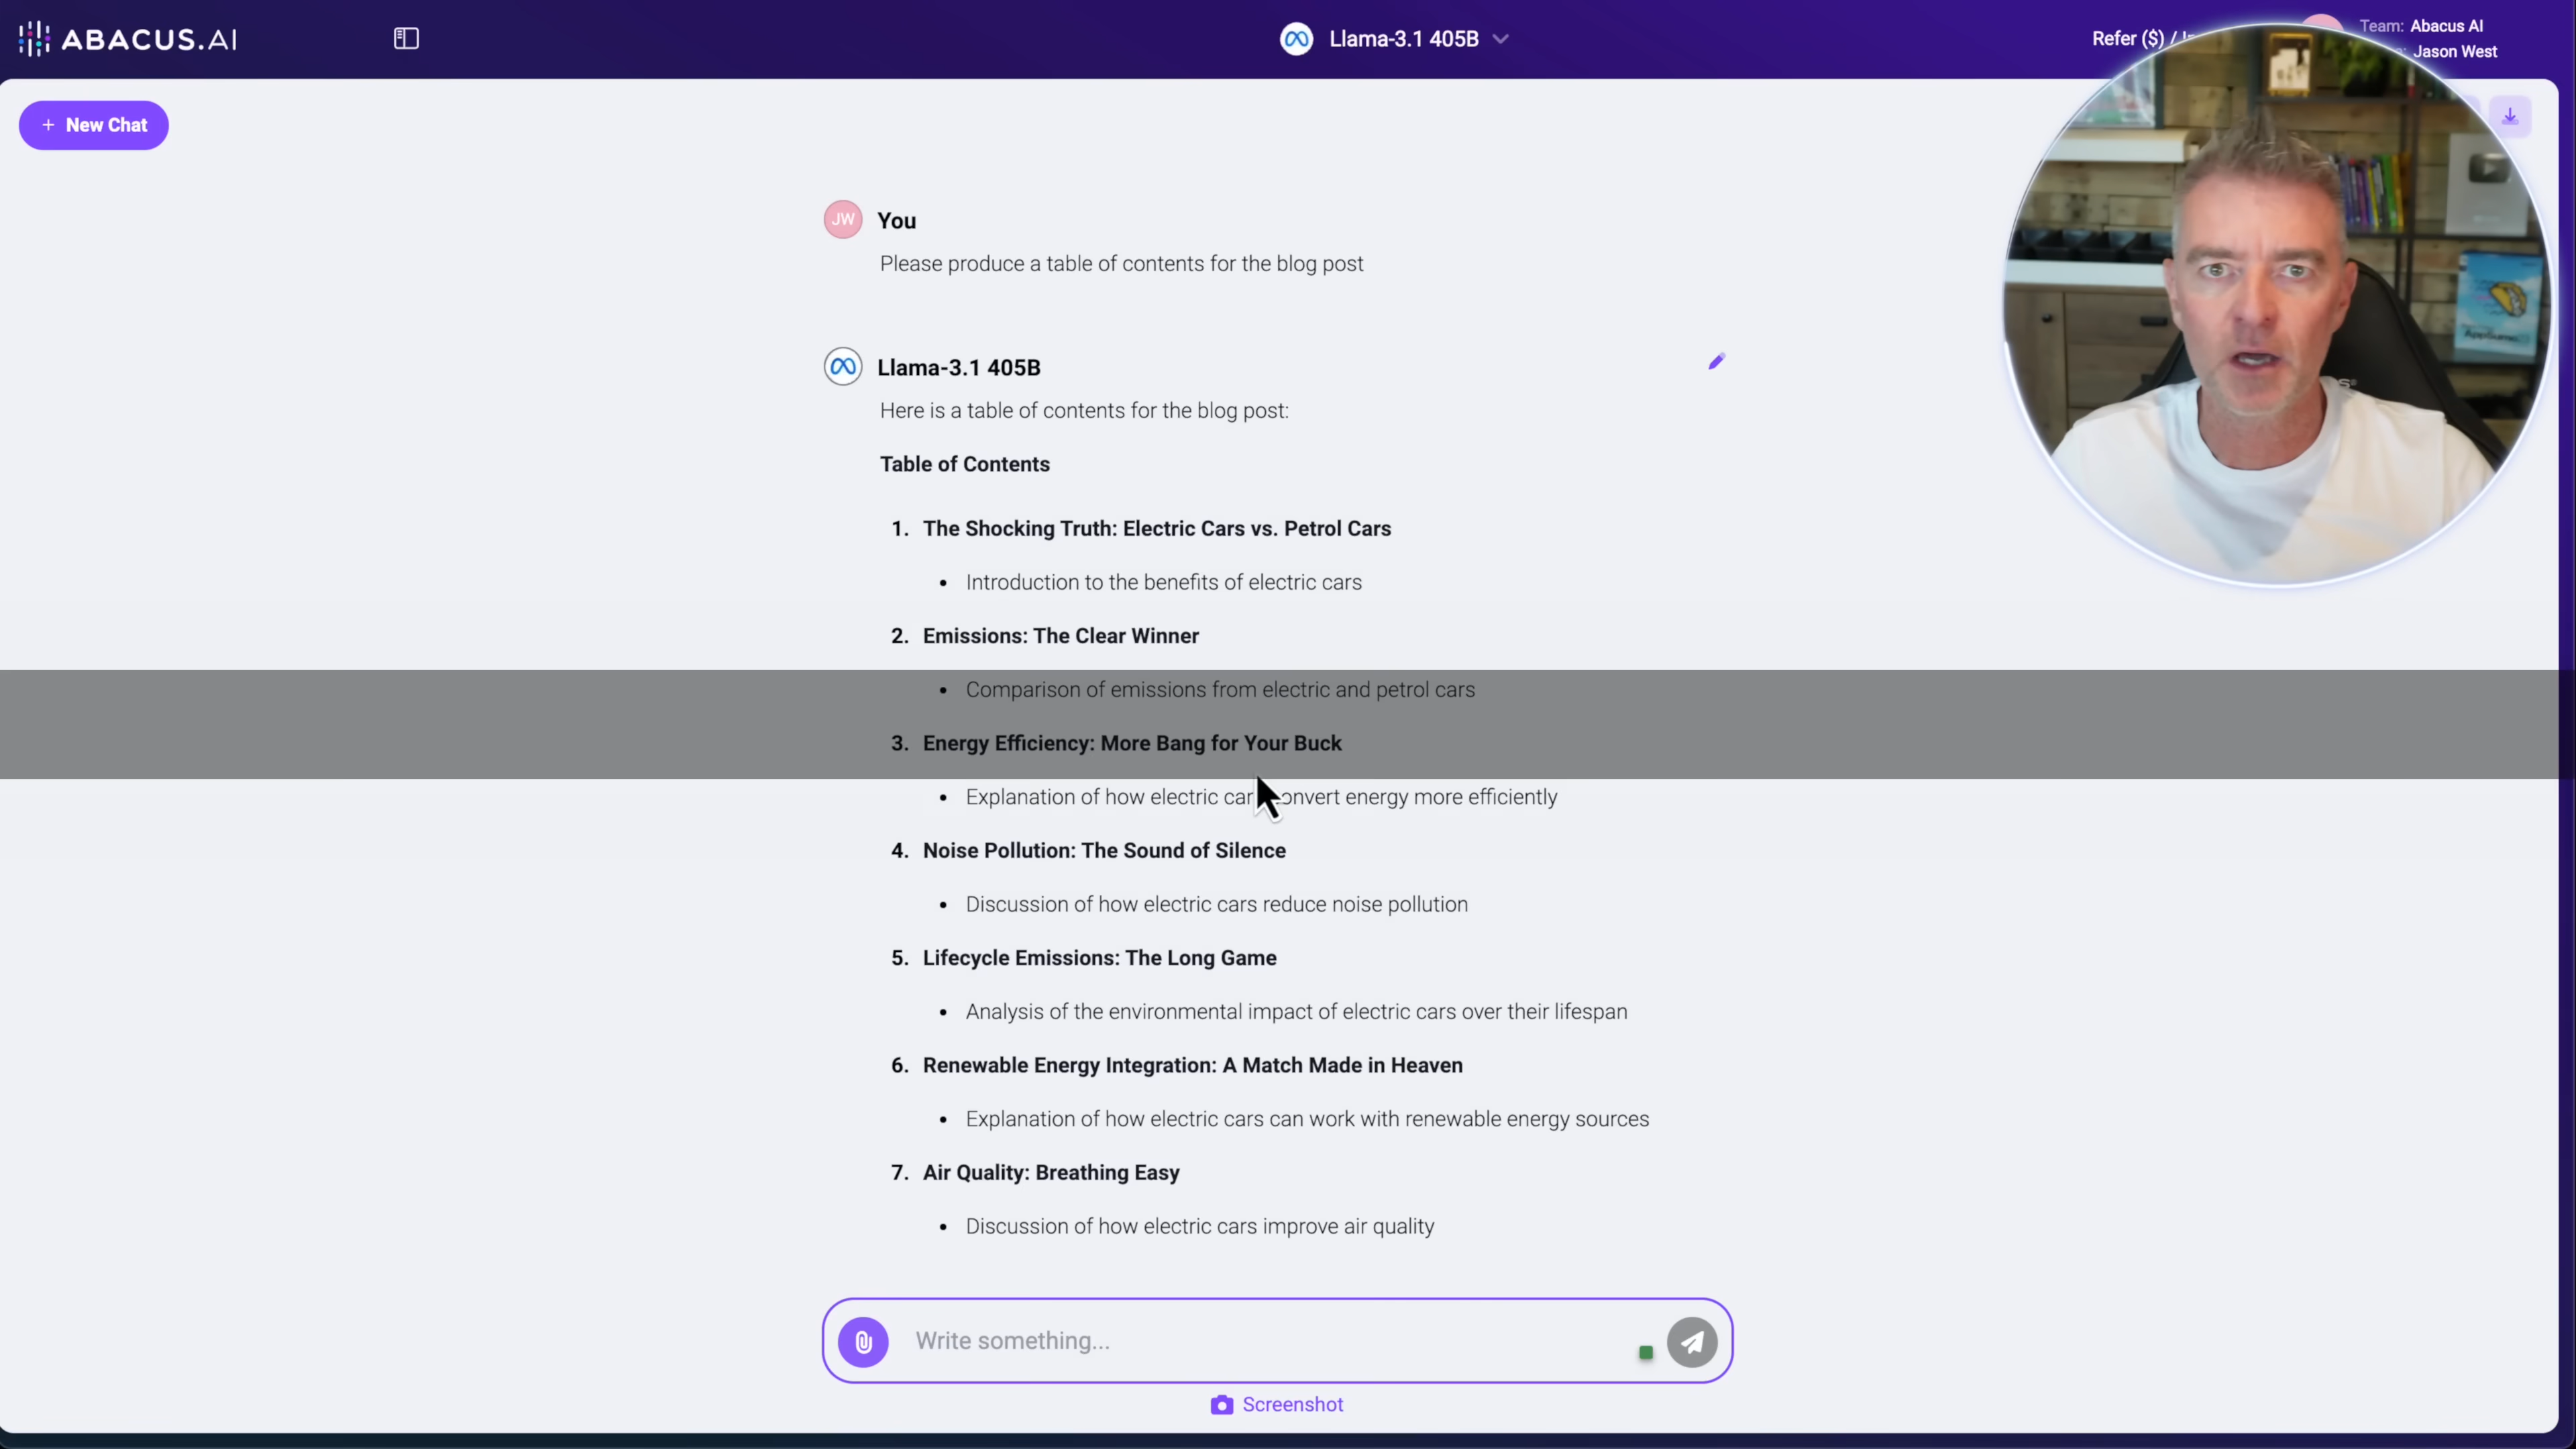 ABACUS.AI
Llama-3.1 405B
Refer ($) /
Team: Abacus AI
Jason West
+ New Chat
JW You
Please produce a table of contents for the blog post
Llama-3.1 405B
Here is a table of contents for the blog post:
Table of Contents
1. The Shocking Truth: Electric Cars vs. Petrol Cars
• Introduction to the benefits of electric cars
2. Emissions: The Clear Winner
• Comparison of emissions from electric and petrol cars
3. Energy Efficiency: More Bang for Your Buck
• Explanation of how electric car onvert energy more efficiently
4. Noise Pollution: The Sound of Silence
• Discussion of how electric cars reduce noise pollution
5. Lifecycle Emissions: The Long Game
• Analysis of the environmental impact of electric cars over their lifespan
6. Renewable Energy Integration: A Match Made in Heaven
• Explanation of how electric cars can work with renewable energy sources
7. Air Quality: Breathing Easy
• Discussion of how electric cars improve air quality
Write something...
Screenshot